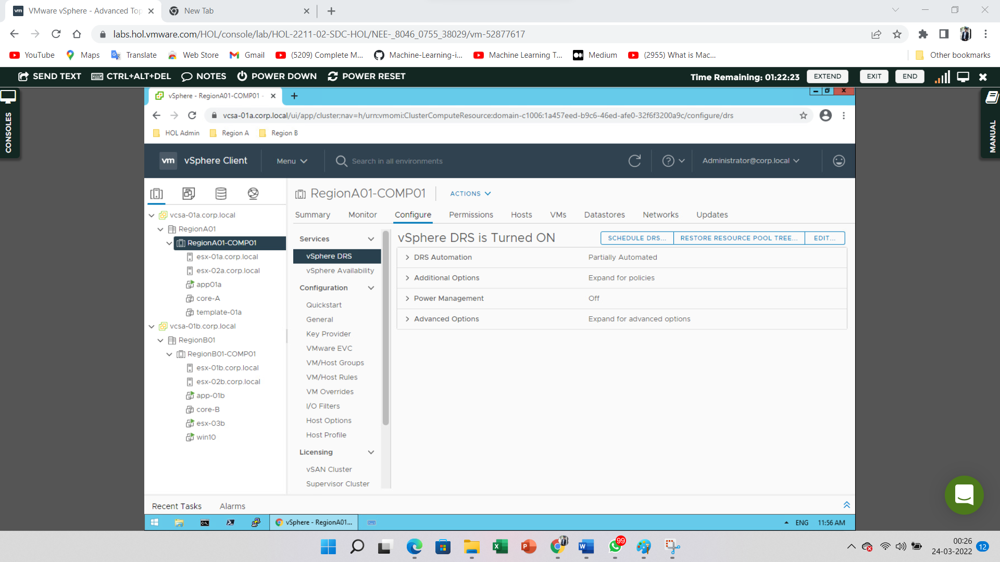 VMware vSphere - Advanced Top
New Tab
labs.hol.vmware.com/HOL/console/lab/HOL-2211-02-SDC-HOL/NEE-_8046_0755_38029/vm-52877617
YouTube
Maps
Translate
Web Store
Gmail
(5209) Complete M...
Machine-Learning-i...
Machine Learning T...
Medium
(2955) What is Mac...
Other bookmarks
SEND TEXT
CTRL+ALT+DEL
NOTES
POWER DOWN
POWER RESET
Time Remaining: 01:22:23
EXTEND
EXIT
END
CONSOLES
MANUAL
vSphere - RegionA01-COMP01 -
vcsa-01a.corp.local/ui/app/cluster;nav=h/urn:vmomi:ClusterComputeResource:domain-c1006:1a457eed-b9c6-46ed-afe0-32f6f3200a9c/configure/drs
HOL Admin
Region A
Region B
vm
vSphere Client
Menu
Search in all environments
Administrator@corp.local
vcsa-01a.corp.local
RegionA01
RegionA01-COMP01
esx-01a.corp.local
esx-02a.corp.local
app01a
core-A
template-01a
vcsa-01b.corp.local
RegionB01
RegionB01-COMP01
esx-01b.corp.local
esx-02b.corp.local
app-01b
core-B
esx-03b
win10
RegionA01-COMP01
ACTIONS
Summary
Monitor
Configure
Permissions
Hosts
VMs
Datastores
Networks
Updates
Services
vSphere DRS
vSphere Availability
Configuration
Quickstart
General
Key Provider
VMware EVC
VM/Host Groups
VM/Host Rules
VM Overrides
I/O Filters
Host Options
Host Profile
Licensing
vSAN Cluster
Supervisor Cluster
vSphere DRS is Turned ON
SCHEDULE DRS...
RESTORE RESOURCE POOL TREE...
EDIT...
DRS Automation
Partially Automated
Additional Options
Expand for policies
Power Management
Off
Advanced Options
Expand for advanced options
Recent Tasks
Alarms
vSphere - RegionA01...
ENG
11:56 AM
99
00:26
24-03-2022
12